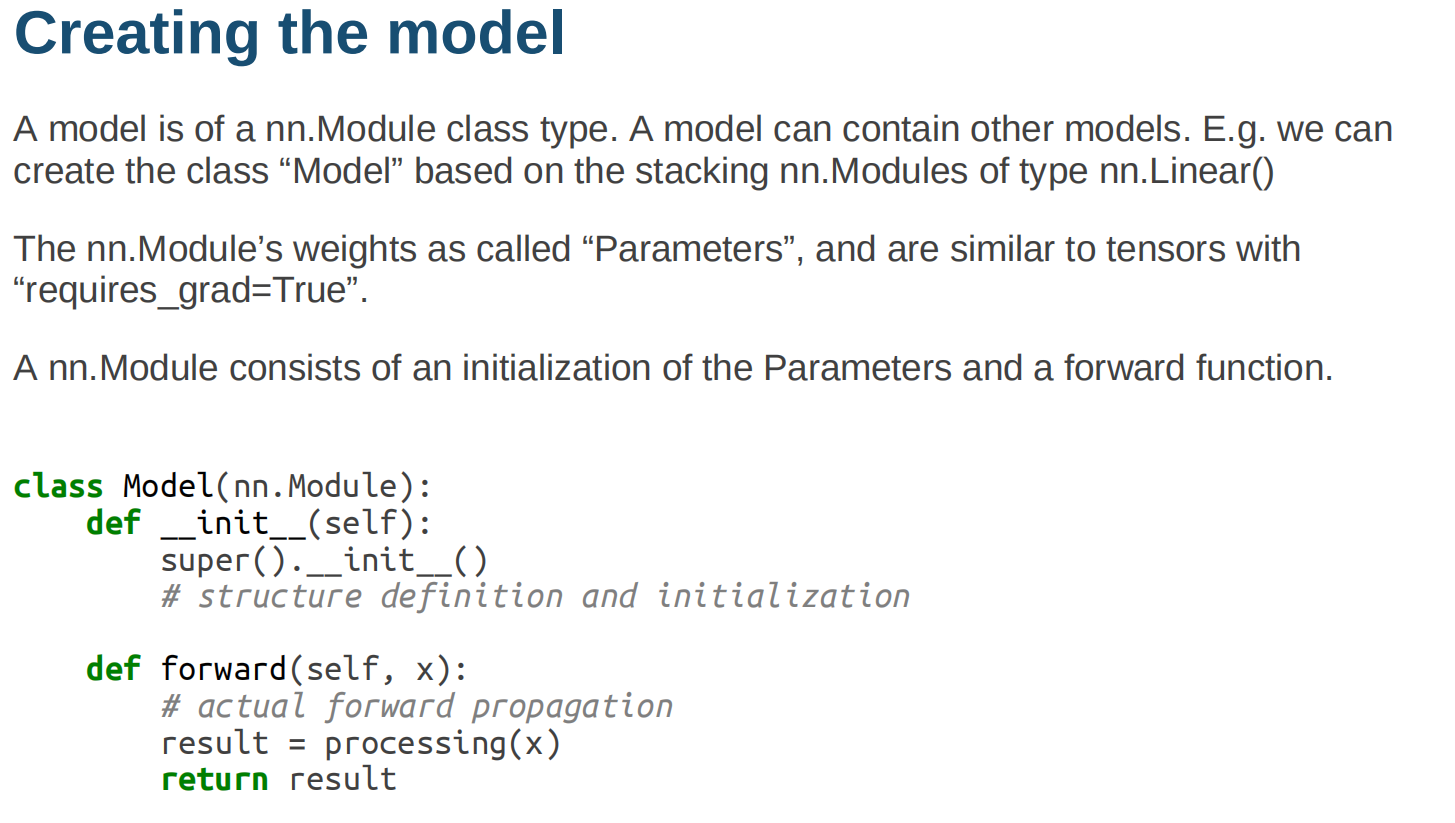 Creating the model
A model is of a nn.Module class type. A model can contain other models. E.g. we can
create the class “Model” based on the stacking nn.Modules of type nn.Linear()
The nn.Module’s weights as called “Parameters”, and are similar to tensors with
“requires_grad=True”.
A nn.Module consists of an initialization of the Parameters and a forward function.
class Model(nn.Module):
    def __init__(self):
        super().__init__()
        # structure definition and initialization
    def forward(self, x):
        # actual forward propagation
        result = processing(x)
        return result